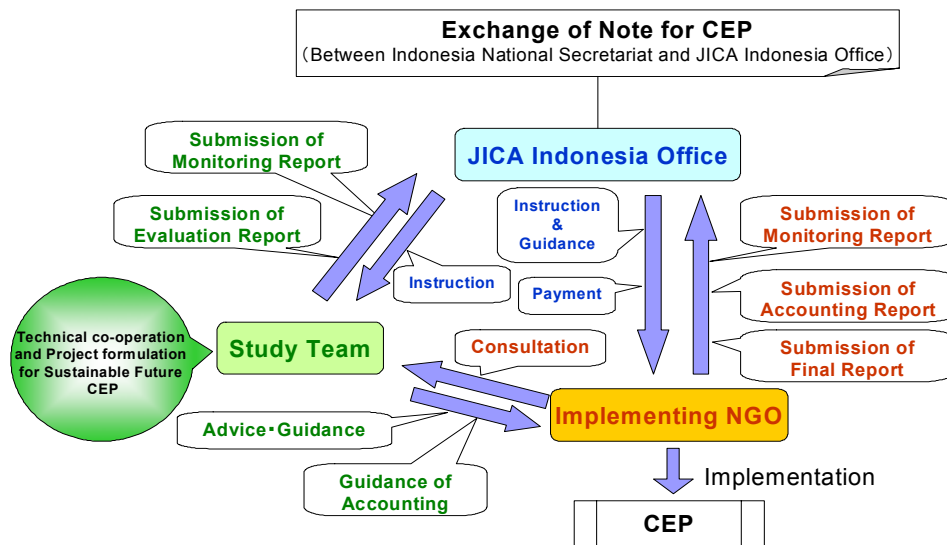 Exchange of Note for CEP
（Between Indonesia National Secretariat and JICA Indonesia Office）
Submission of
Monitoring Report
JICA Indonesia Office
Submission of
Evaluation Report
Instruction
&
Guidance
Submission of
Monitoring Report
Instruction
Payment
Submission of
Accounting Report
Technical co-operation
and Project formulation
for Sustainable Future
CEP
Study Team
Consultation
Submission of
Final Report
Implementing NGO
Advice・Guidance
Guidance of
Accounting
Implementation
CEP